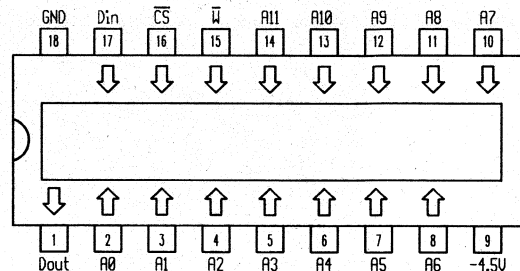 GND Din C̅S̅ W̅ A11 A10 A9 A8 A7
18 17 16 15 14 13 12 11 10
1 2 3 4 5 6 7 8 9
Dout A0 A1 A2 A3 A4 A5 A6 -4.5V